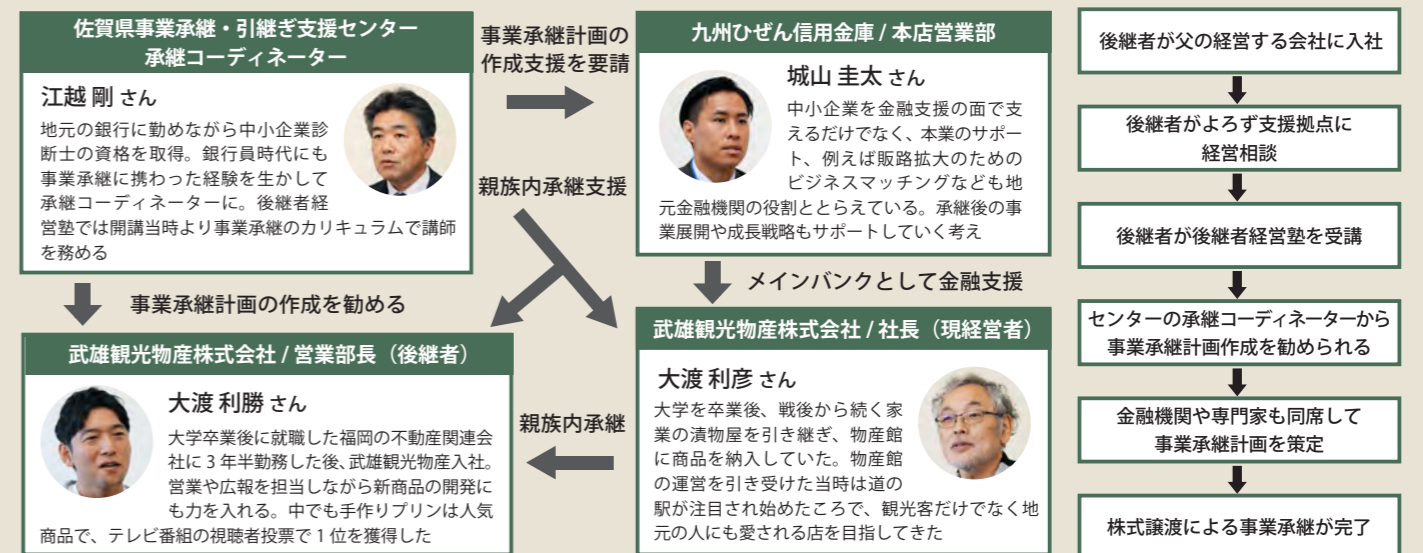 佐賀県事業承継・引継ぎ支援センター
承継コーディネーター
江越 剛 さん
地元の銀行に勤めながら中小企業診
断士の資格を取得。銀行員時代にも
事業承継に携わった経験を生かして
承継コーディネーターに。後継者経
営塾では開講当時より事業承継のカリキュラムで講師
を務める
事業承継計画の
作成支援を要請
親族内承継支援
九州ひぜん信用金庫 / 本店営業部
城山 圭太 さん
中小企業を金融支援の面で支
えるだけでなく、本業のサポー
ト、例えば販路拡大のための
ビジネスマッチングなども地
元金融機関の役割ととらえている。承継後の事
業展開や成長戦略もサポートしていく考え
事業承継計画の作成を勧める
メインバンクとして金融支援
武雄観光物産株式会社 / 営業部長（後継者）
大渡 利勝 さん
大学卒業後に就職した福岡の不動産関連会
社に 3 年半勤務した後、武雄観光物産入社。
営業や広報を担当しながら新商品の開発に
も力を入れる。中でも手作りプリンは人気
商品で、テレビ番組の視聴者投票で 1 位を獲得した
親族内承継
武雄観光物産株式会社 / 社長（現経営者）
大渡 利彦 さん
大学を卒業後、戦後から続く家
業の漬物屋を引き継ぎ、物産館
に商品を納入していた。物産館
の運営を引き受けた当時は道の
駅が注目され始めたころで、観光客だけでなく地
元の人にも愛される店を目指してきた
後継者が父の経営する会社に入社
後継者がよろず支援拠点に
経営相談
後継者が後継者経営塾を受講
センターの承継コーディネーターから
事業承継計画作成を勧められる
金融機関や専門家も同席して
事業承継計画を策定
株式譲渡による事業承継が完了